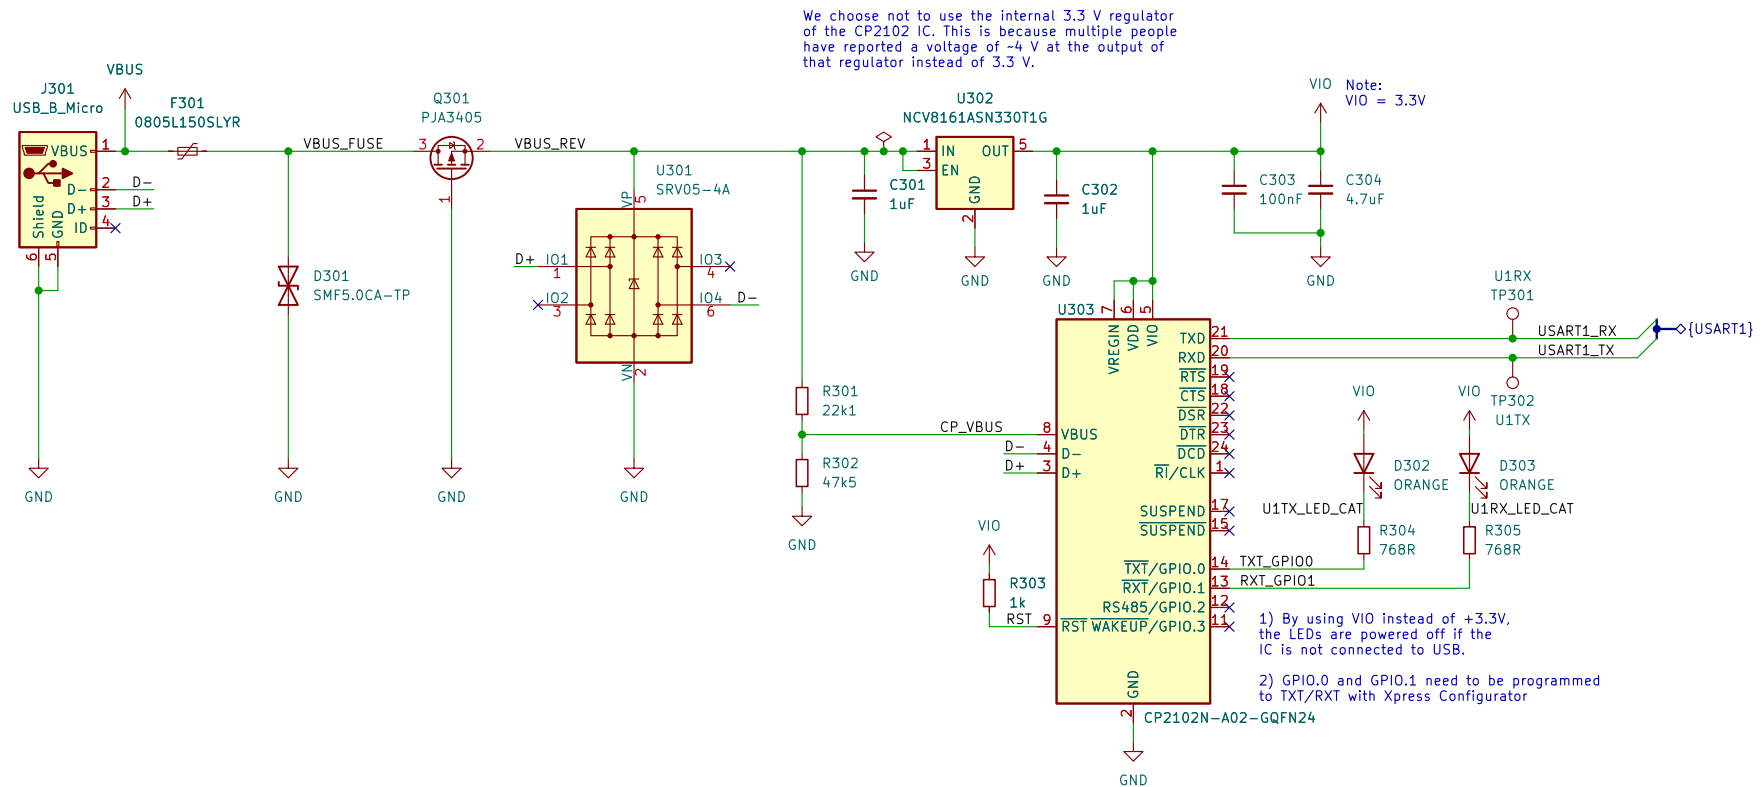 We choose not to use the internal 3.3 V regulator
of the CP2102 IC. This is because multiple people
have reported a voltage of ~4 V at the output of
that regulator instead of 3.3 V.
VBUS
J301
USB_B_Micro
F301
0805L150SLYR
VBUS 1
D- 2
D+ 3
ID 4
Shield
GND
6
5
D-
D+
GND
VBUS_FUSE
D301
SMF5.0CA-TP
GND
Q301
PJA3405
3
2
1
GND
VBUS_REV
U301
SRV05-4A
VP
5
D+
IO1
1
IO2
3
IO3
4
IO4
6
D-
VN
2
GND
R301
22k1
R302
47k5
GND
C301
1uF
GND
U302
NCV8161ASN330T1G
1 IN
3 EN
OUT 5
GND
2
GND
C302
1uF
GND
C303
100nF
VIO
Note:
VIO = 3.3V
C304
4.7uF
GND
U303
7
6
5
VREGIN
VDD
VIO
CP_VBUS
8 VBUS
D-
4 D-
D+
3 D+
VIO
R303
1k
RST
9 RST
TXD 21
RXD 20
RTS 19
CTS 18
DSR 22
DTR 23
DCD 24
RI/CLK 1
SUSPEND 17
SUSPEND 15
TXT/GPIO.0 14
RXT/GPIO.1 13
RS485/GPIO.2 12
WAKEUP/GPIO.3 11
GND
2
CP2102N-A02-GQFN24
GND
U1RX
TP301
USART1_RX
USART1_TX
{USART1}
TP302
U1TX
VIO
D302
ORANGE
U1TX_LED_CAT
R304
768R
TXT_GPIO0
VIO
D303
ORANGE
U1RX_LED_CAT
R305
768R
RXT_GPIO1
1) By using VIO instead of +3.3V,
the LEDs are powered off if the
IC is not connected to USB.
2) GPIO.0 and GPIO.1 need to be programmed
to TXT/RXT with Xpress Configurator